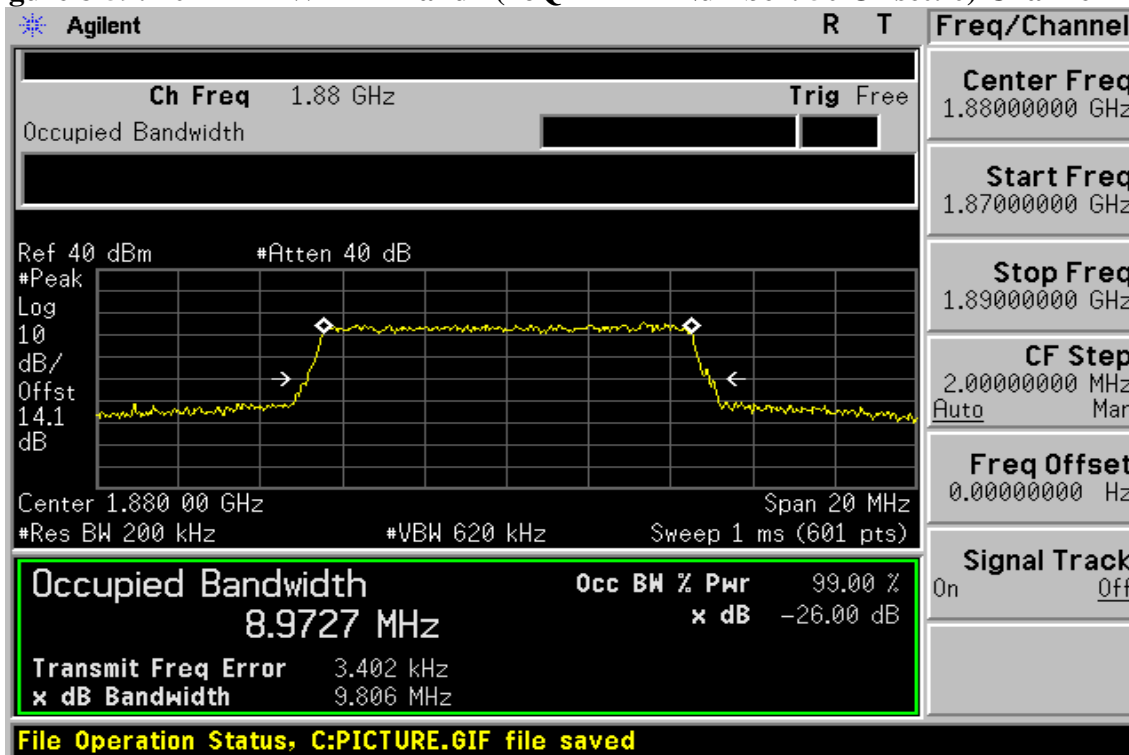 Agilent R T
Freq/Channel
Ch Freq 1.88 GHz Trig Free
Occupied Bandwidth
Center Freq
1.88000000 GHz
Start Freq
1.87000000 GHz
Stop Freq
1.89000000 GHz
CF Step
2.00000000 MHz
Auto Man
Freq Offset
0.00000000 Hz
Signal Track
On Off
Ref 40 dBm #Atten 40 dB
#Peak
Log
10
dB/
Offst
14.1
dB
Center 1.880 00 GHz Span 20 MHz
#Res BW 200 kHz #VBW 620 kHz Sweep 1 ms (601 pts)
Occupied Bandwidth
8.9727 MHz
Occ BW % Pwr 99.00 %
x dB -26.00 dB
Transmit Freq Error 3.402 kHz
x dB Bandwidth 9.806 MHz
File Operation Status, C:PICTURE.GIF file saved